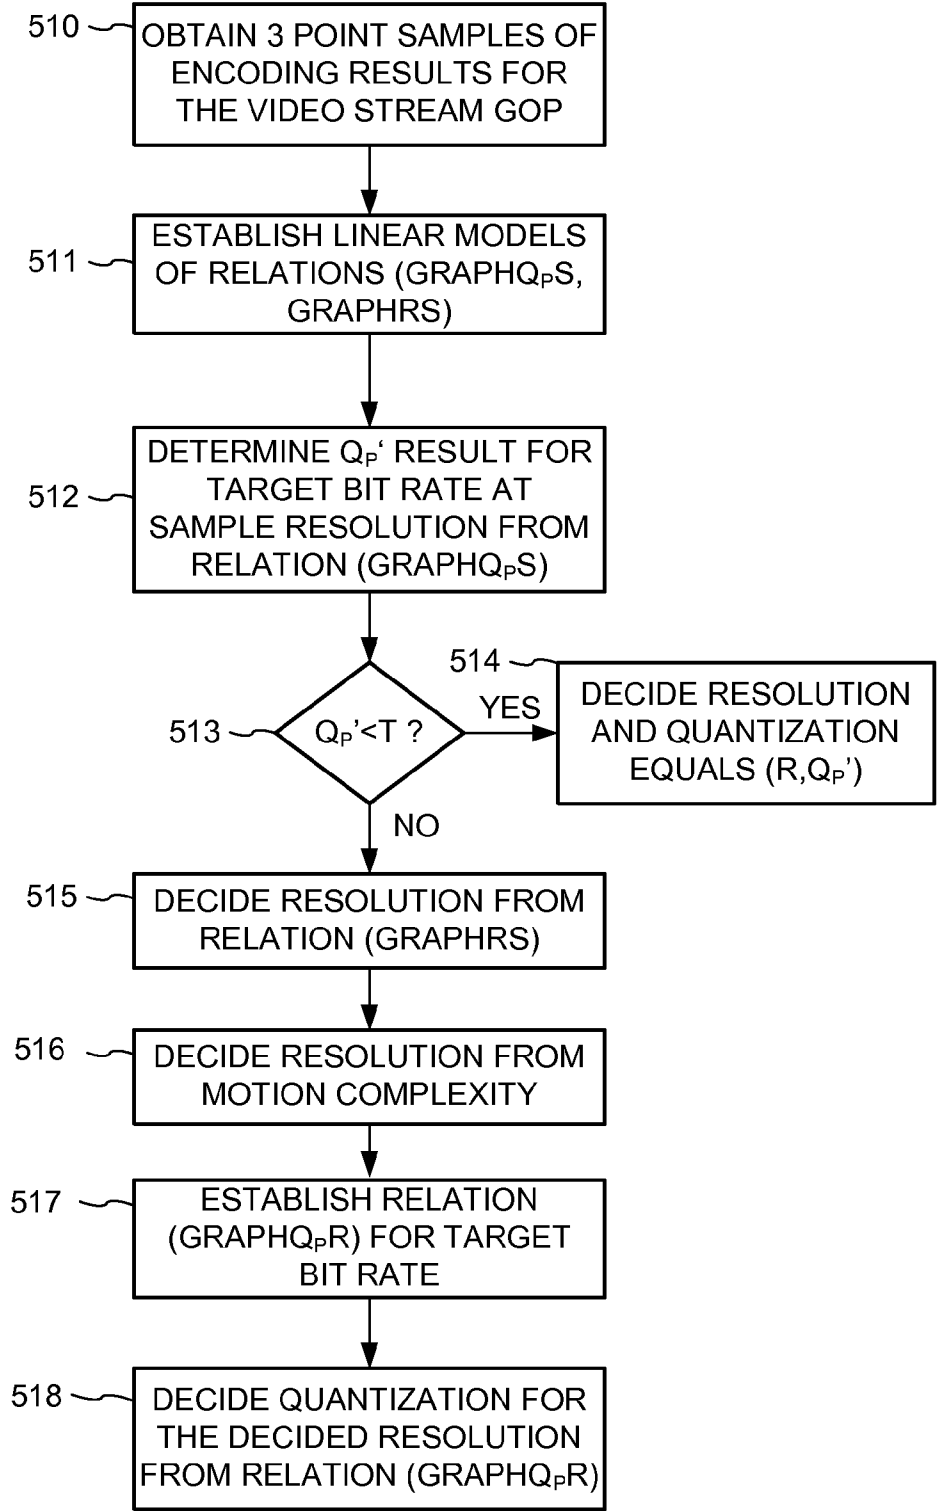 510
OBTAIN 3 POINT SAMPLES OF
ENCODING RESULTS FOR
THE VIDEO STREAM GOP
511
ESTABLISH LINEAR MODELS
OF RELATIONS (GRAPHQPS,
GRAPHRS)
512
DETERMINE QP‘ RESULT FOR
TARGET BIT RATE AT
SAMPLE RESOLUTION FROM
RELATION (GRAPHQPS)
513
QP’<T ?
YES
NO
514
DECIDE RESOLUTION
AND QUANTIZATION
EQUALS (R,QP’)
515
DECIDE RESOLUTION FROM
RELATION (GRAPHRS)
516
DECIDE RESOLUTION FROM
MOTION COMPLEXITY
517
ESTABLISH RELATION
(GRAPHQPR) FOR TARGET
BIT RATE
518
DECIDE QUANTIZATION FOR
THE DECIDED RESOLUTION
FROM RELATION (GRAPHQPR)